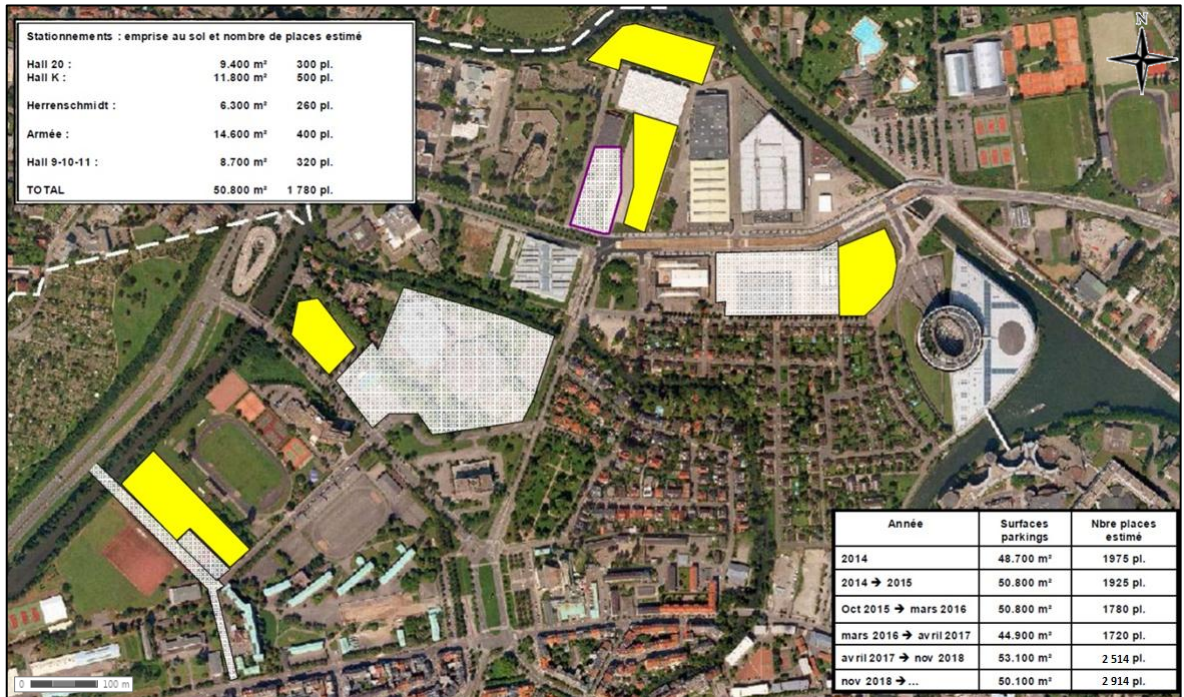 Stationnements : emprise au sol et nombre de places estimé
Hall 20 : 9.400 m² 300 pl.
Hall K : 11.800 m² 500 pl.
Herrenschmidt : 6.300 m² 260 pl.
Armée : 14.600 m² 400 pl.
Hall 9-10-11 : 8.700 m² 320 pl.
TOTAL 50.800 m² 1 780 pl.
N
Année Surfaces parkings Nbre places estimé
2014 48.700 m² 1975 pl.
2014 → 2015 50.800 m² 1925 pl.
Oct 2015 → mars 2016 50.800 m² 1780 pl.
mars 2016 → avril 2017 44.900 m² 1720 pl.
avril 2017 → nov 2018 53.100 m² 2 514 pl.
nov 2018 → ... 50.100 m² 2 914 pl.
0 100 m